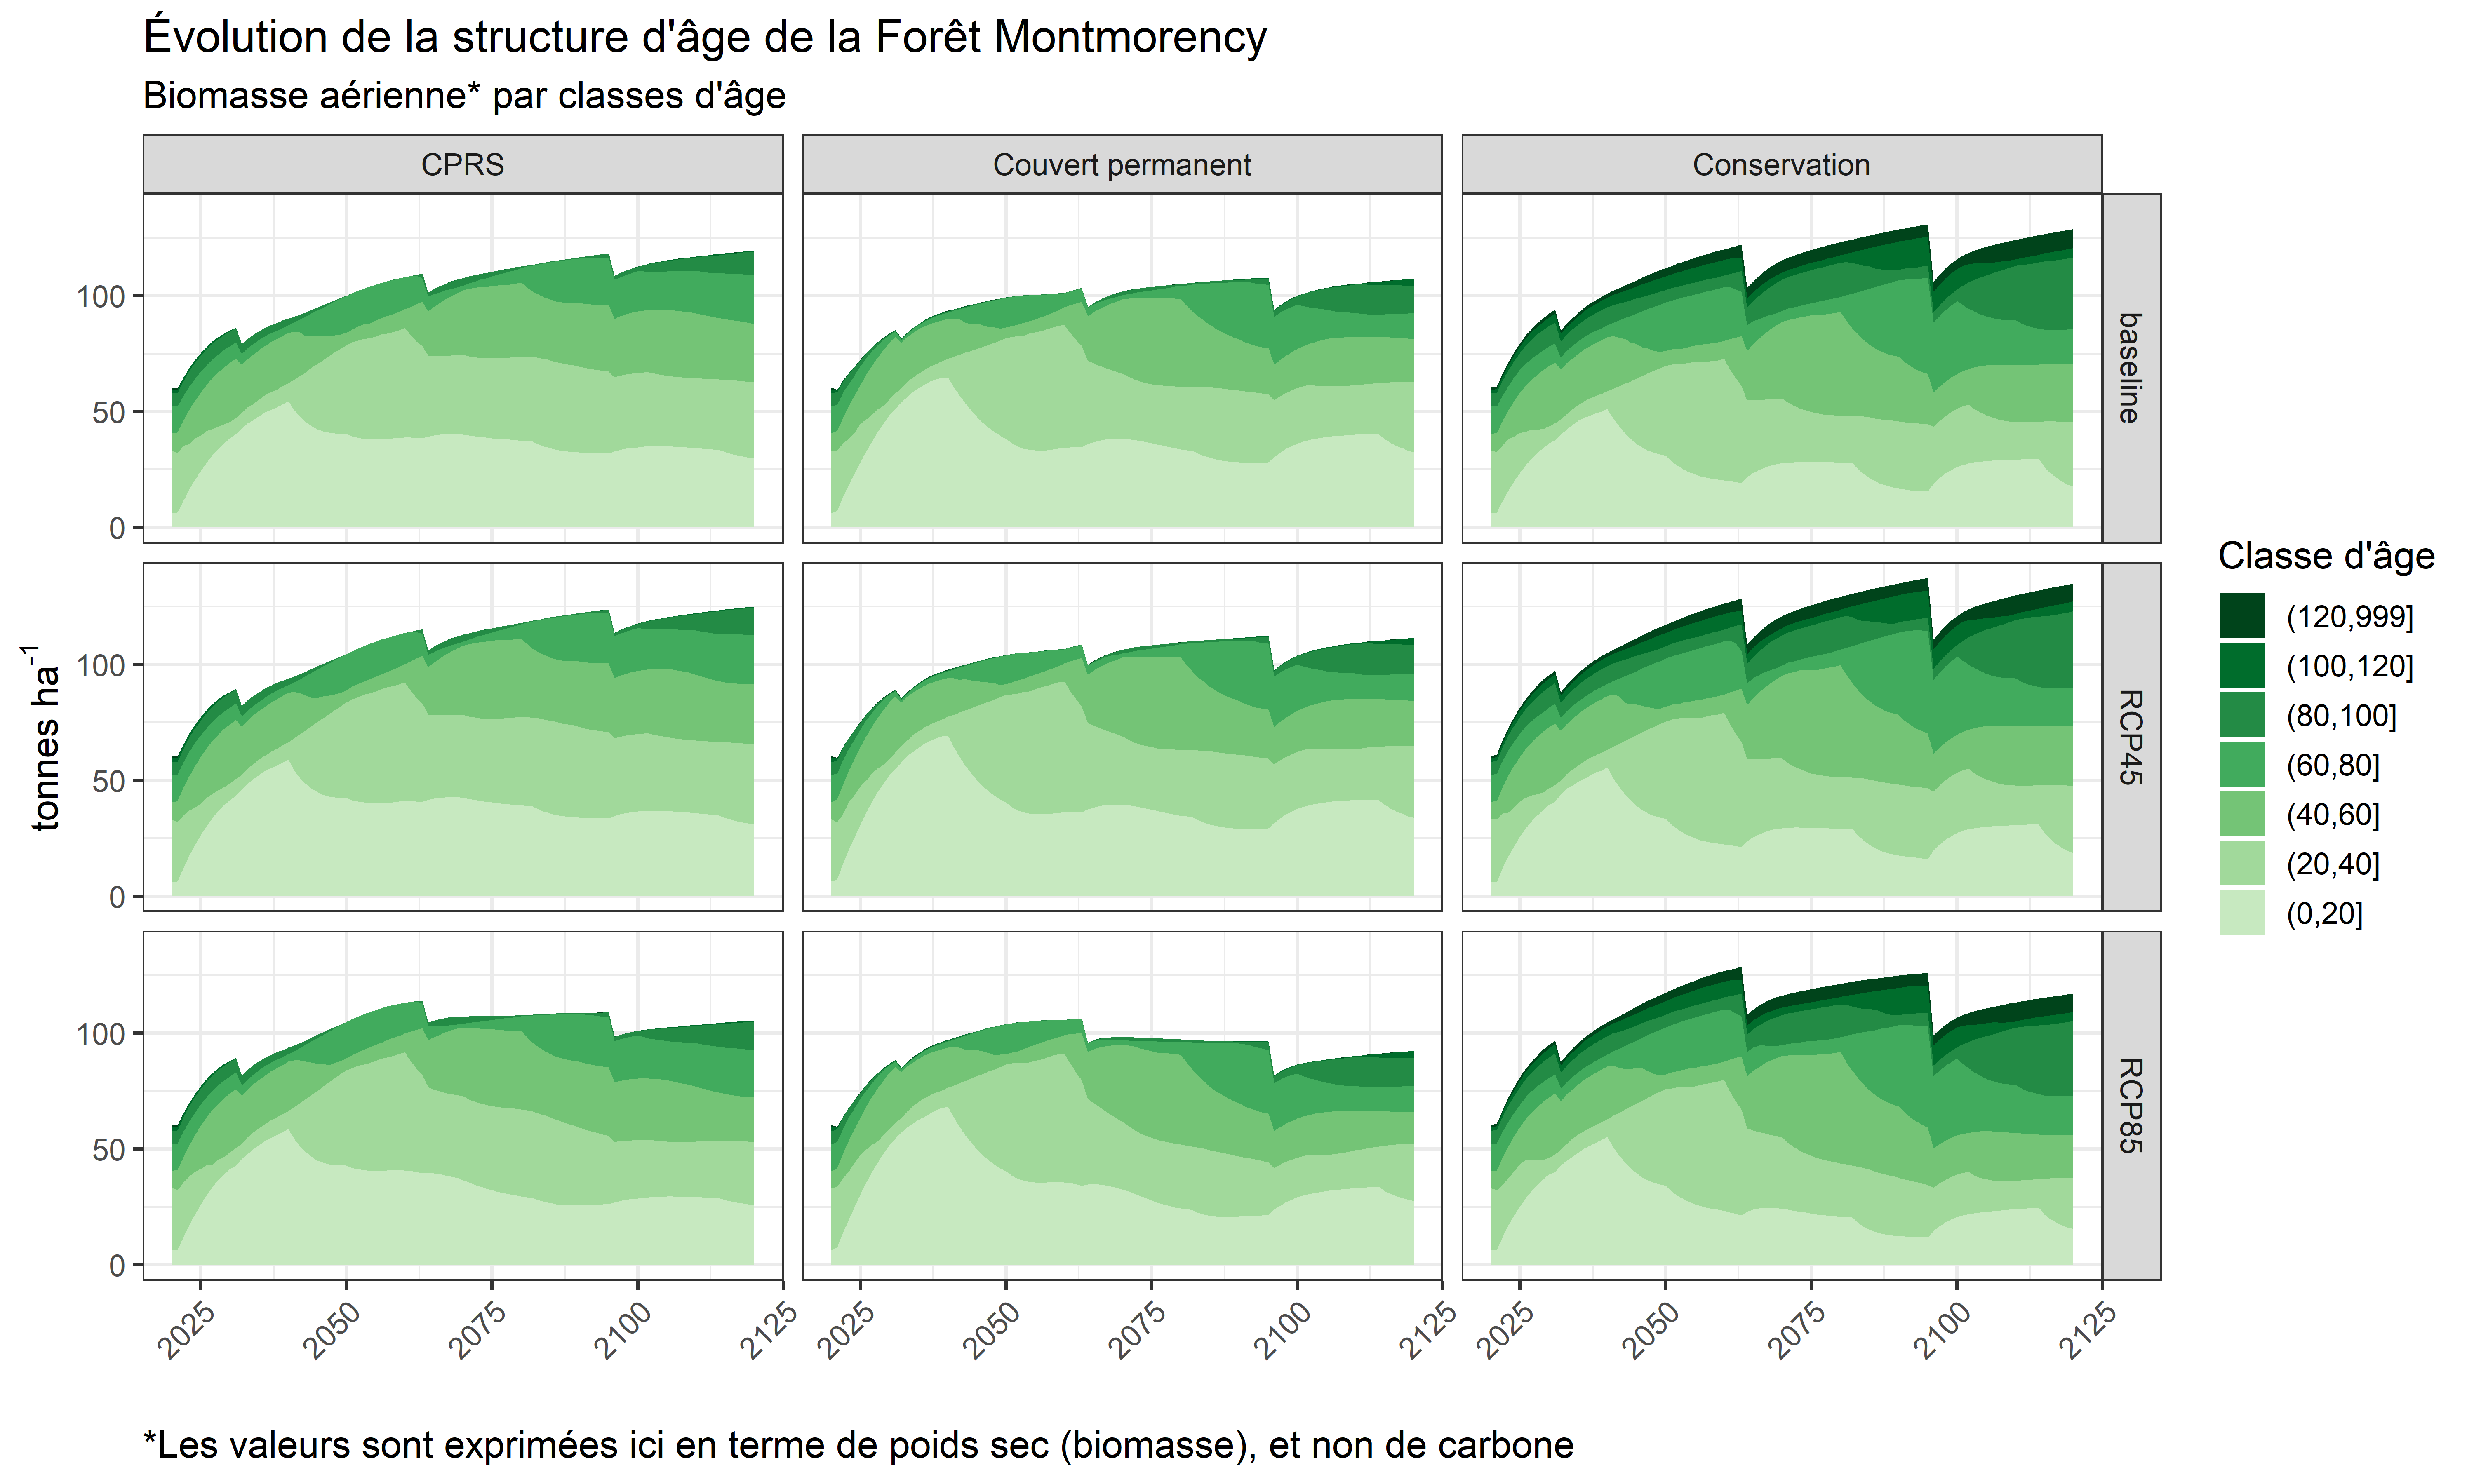 Évolution de la structure d'âge de la Forêt Montmorency
Biomasse aérienne* par classes d'âge
CPRS
Couvert permanent
Conservation
100
50
0
baseline
100
50
0
RCP45
100
50
0
RCP85
tonnes ha-1
2025 2050 2075 2100 2125
2025 2050 2075 2100 2125
2025 2050 2075 2100 2125
Classe d'âge
(120,999]
(100,120]
(80,100]
(60,80]
(40,60]
(20,40]
(0,20]
*Les valeurs sont exprimées ici en terme de poids sec (biomasse), et non de carbone